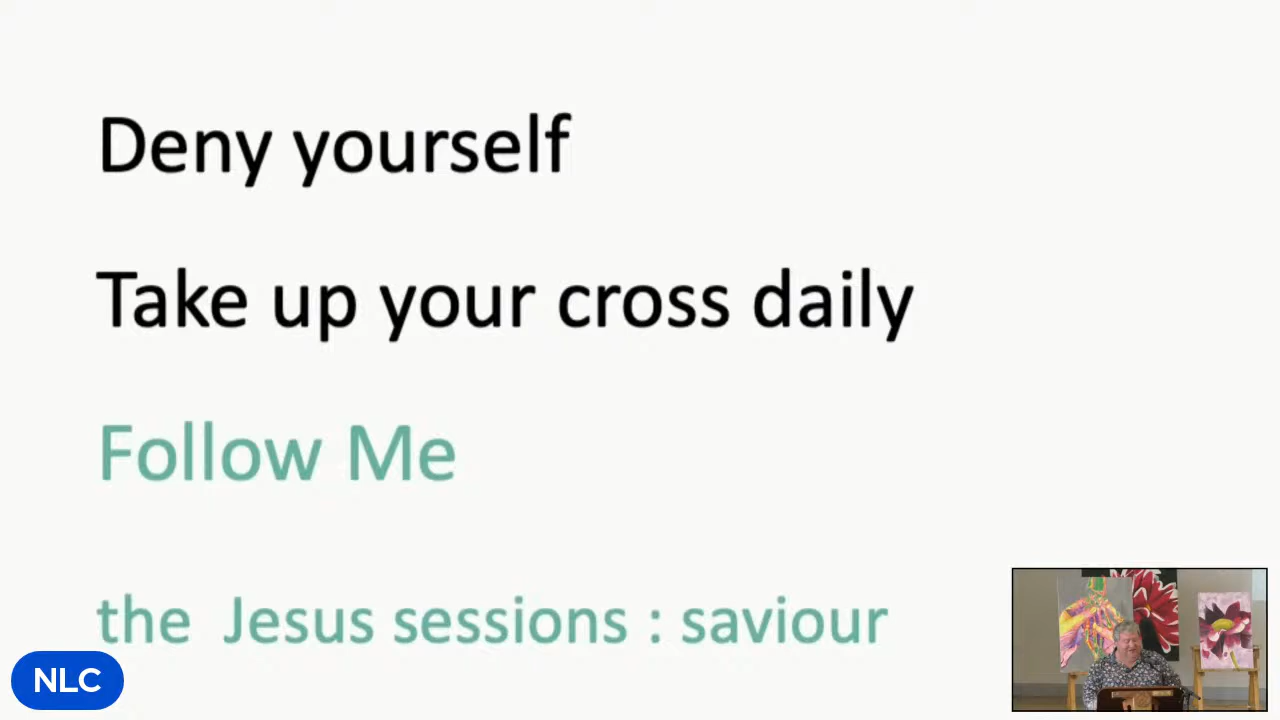 Deny yourself
Take up your cross daily
Follow Me
the Jesus sessions : saviour
NLC